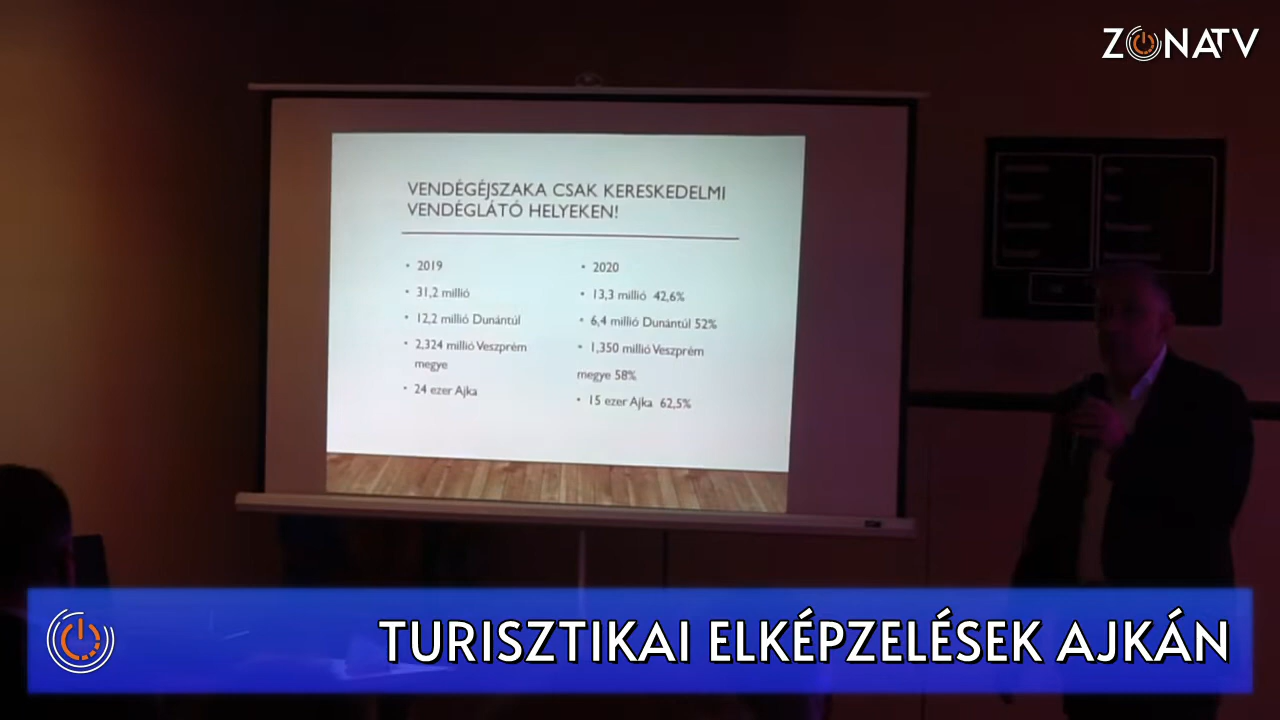 ZONATV
VENDÉGÉJSZAKA CSAK KERESKEDELMI
VENDÉGLÁTÓ HELYEKEN!
• 2019
• 31,2 millió
• 12,2 millió Dunántúl
• 2,324 millió Veszprém
megye
• 24 ezer Ajka
• 2020
• 13,3 millió 42,6%
• 6,4 millió Dunántúl 52%
• 1,350 millió Veszprém
megye 58%
• 15 ezer Ajka 62,5%
TURISZTIKAI ELKÉPZELÉSEK AJKÁN